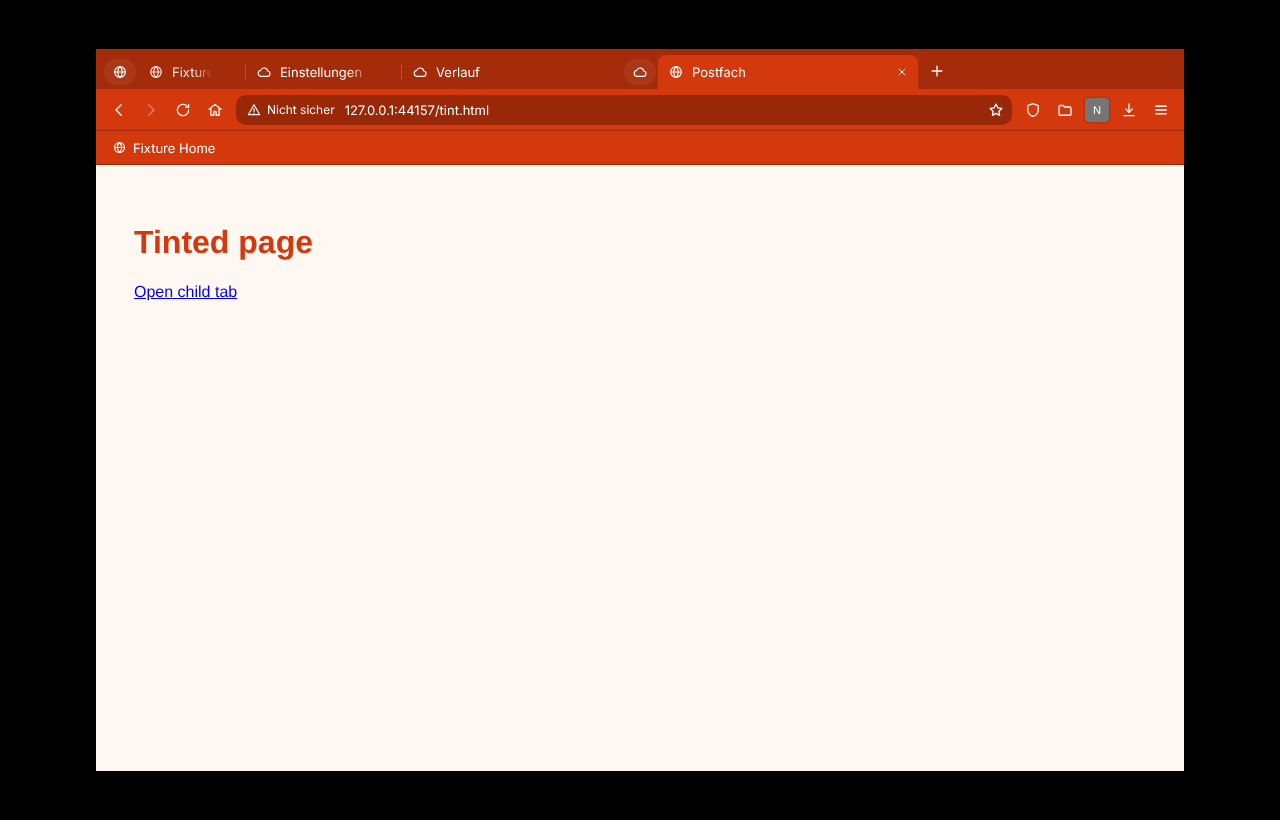 Fixture
Einstellungen
Verlauf
Postfach
Nicht sicher 127.0.0.1:44157/tint.html
N
Fixture Home
Tinted page
Open child tab